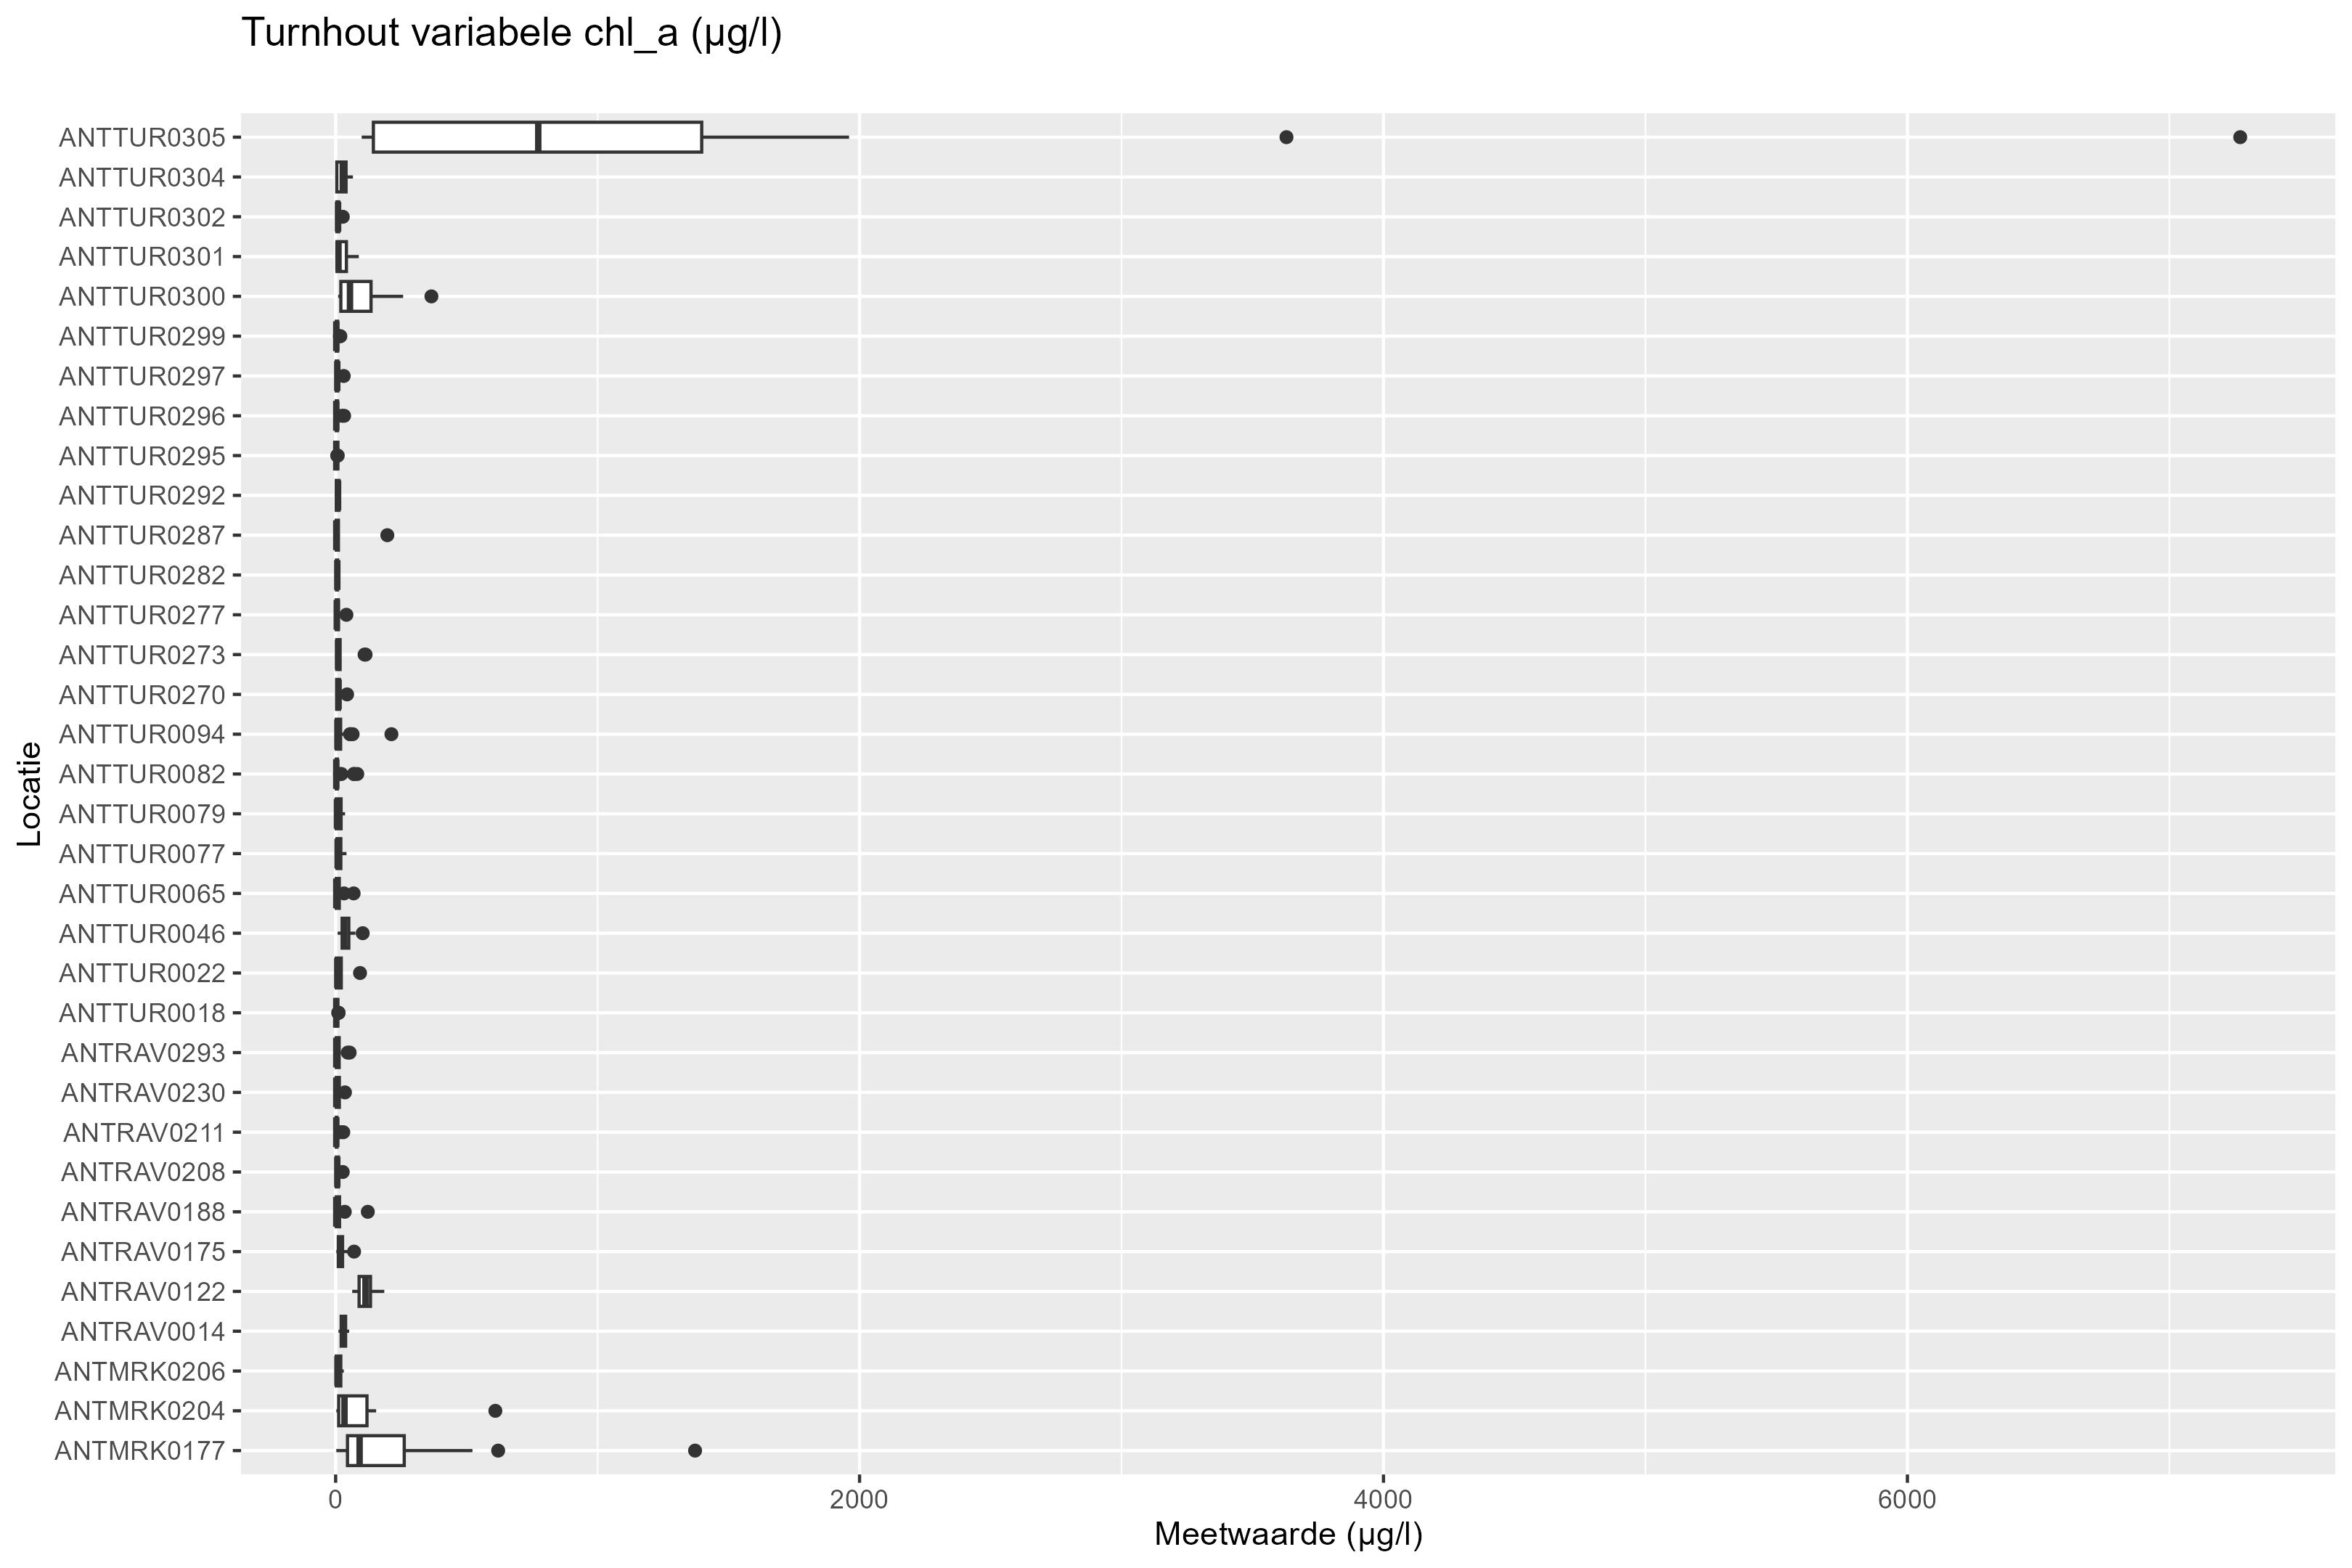 Turnhout variabele chl_a (µg/l)
Locatie
ANTTUR0305
ANTTUR0304
ANTTUR0302
ANTTUR0301
ANTTUR0300
ANTTUR0299
ANTTUR0297
ANTTUR0296
ANTTUR0295
ANTTUR0292
ANTTUR0287
ANTTUR0282
ANTTUR0277
ANTTUR0273
ANTTUR0270
ANTTUR0094
ANTTUR0082
ANTTUR0079
ANTTUR0077
ANTTUR0065
ANTTUR0046
ANTTUR0022
ANTTUR0018
ANTRAV0293
ANTRAV0230
ANTRAV0211
ANTRAV0208
ANTRAV0188
ANTRAV0175
ANTRAV0122
ANTRAV0014
ANTMRK0206
ANTMRK0204
ANTMRK0177
0 2000 4000 6000
Meetwaarde (µg/l)